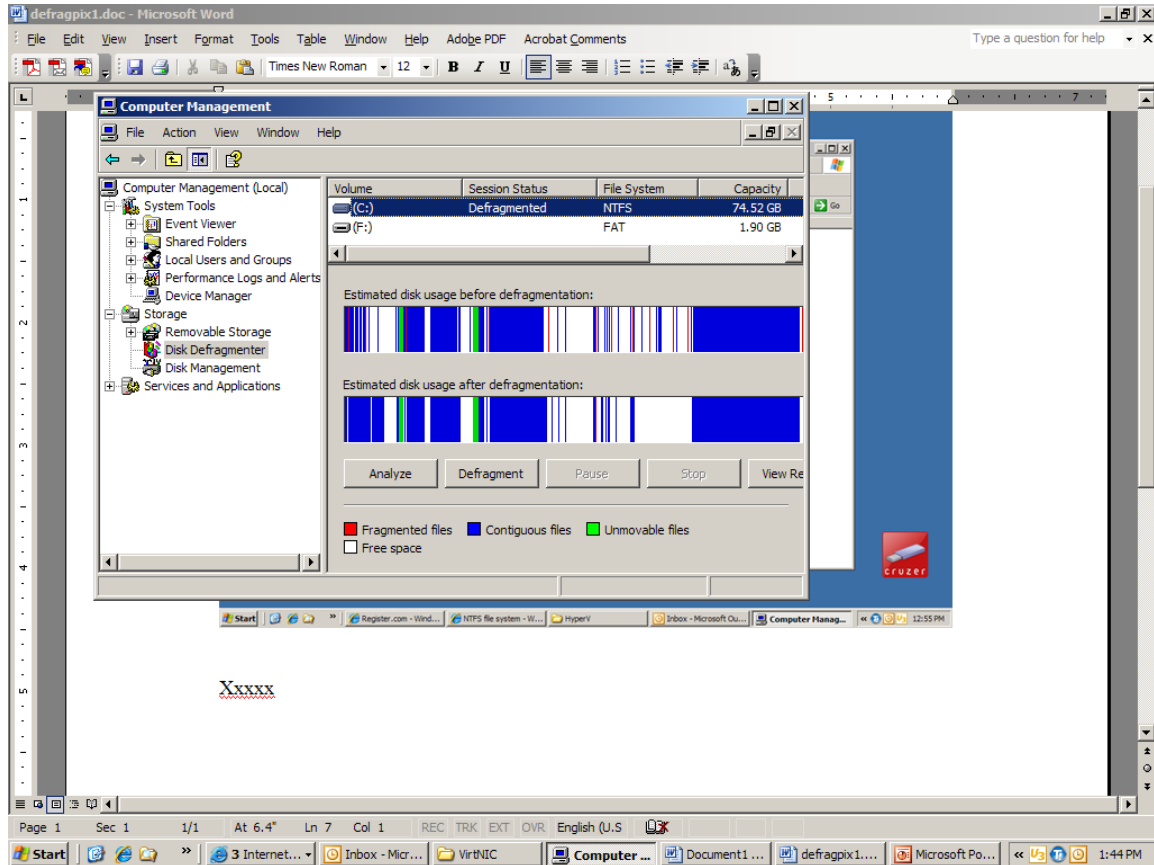 defragpix1.doc - Microsoft Word
File Edit View Insert Format Tools Table Window Help Adobe PDF Acrobat Comments Type a question for help
Times New Roman 12 B I U
5 7
Computer Management
File Action View Window Help
Computer Management (Local)
System Tools
Event Viewer
Shared Folders
Local Users and Groups
Performance Logs and Alerts
Device Manager
Storage
Removable Storage
Disk Defragmenter
Disk Management
Services and Applications
Volume Session Status File System Capacity
(C:) Defragmented NTFS 74.52 GB
(F:) FAT 1.90 GB
Go
Estimated disk usage before defragmentation:
Estimated disk usage after defragmentation:
Analyze Defragment Pause Stop View Re
Fragmented files Contiguous files Unmovable files
Free space
cruzer
Start » Register.com - Wind... NTFS file system - W... HyperV Inbox - Microsoft Ou... Computer Manag... « 12:55 PM
Xxxxx
Page 1 Sec 1 1/1 At 6.4" Ln 7 Col 1 REC TRK EXT OVR English (U.S
Start » 3 Internet... Inbox - Micr... VirtNIC Computer ... Document1 ... defragpix1.... Microsoft Po... « 1:44 PM